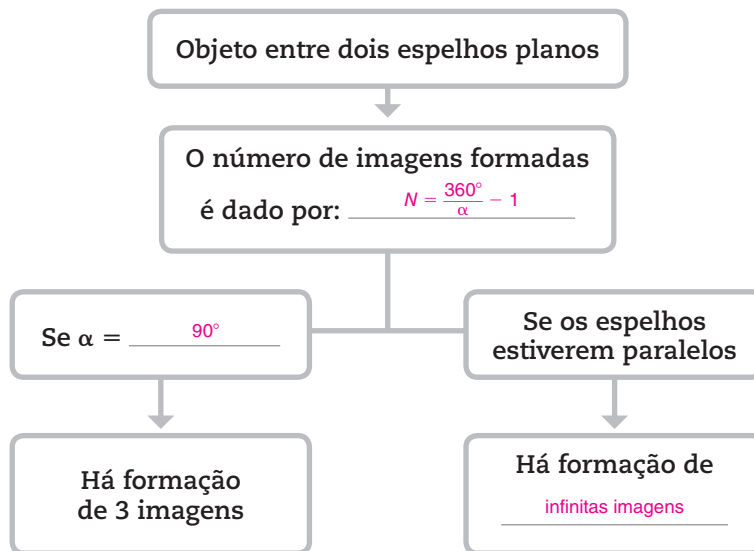 Objeto entre dois espelhos planos
O número de imagens formadas
é dado por: N = 360°/α − 1
Se α = 90°
Se os espelhos
estiverem paralelos
Há formação
de 3 imagens
Há formação de
infinitas imagens